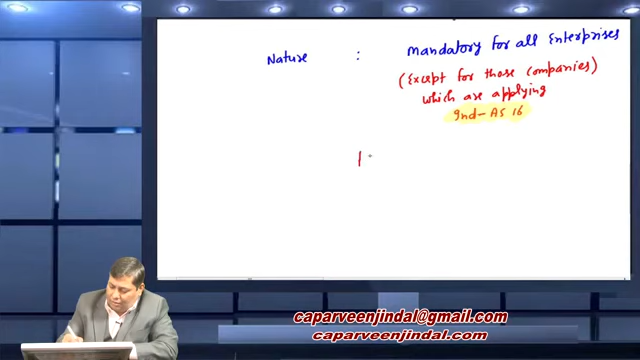 Nature : Mandatory for all Enterprises
(Except for those companies)
which are applying
Ind-AS 16
caparveenjindal@gmail.com
caparveenjindal.com